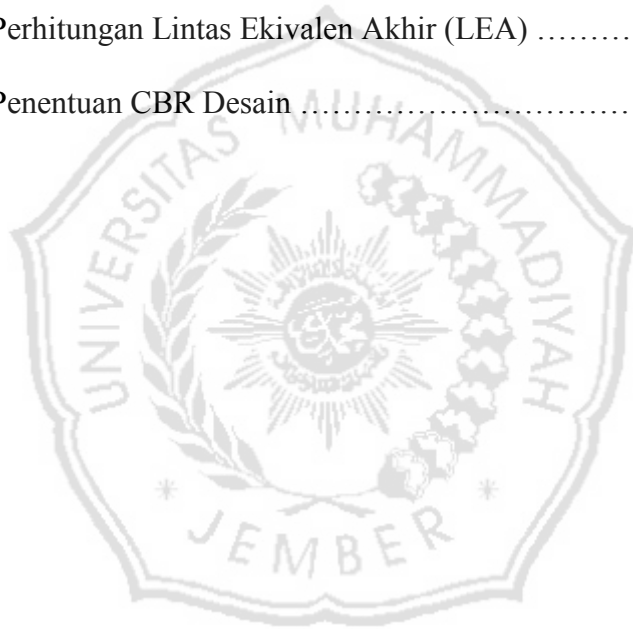 Perhitungan Lintas Ekivalen Akhir (LEA) ………
Penentuan CBR Desain ……………………………
UNIVERSITAS MUHAMMADIYAH
JEMBER